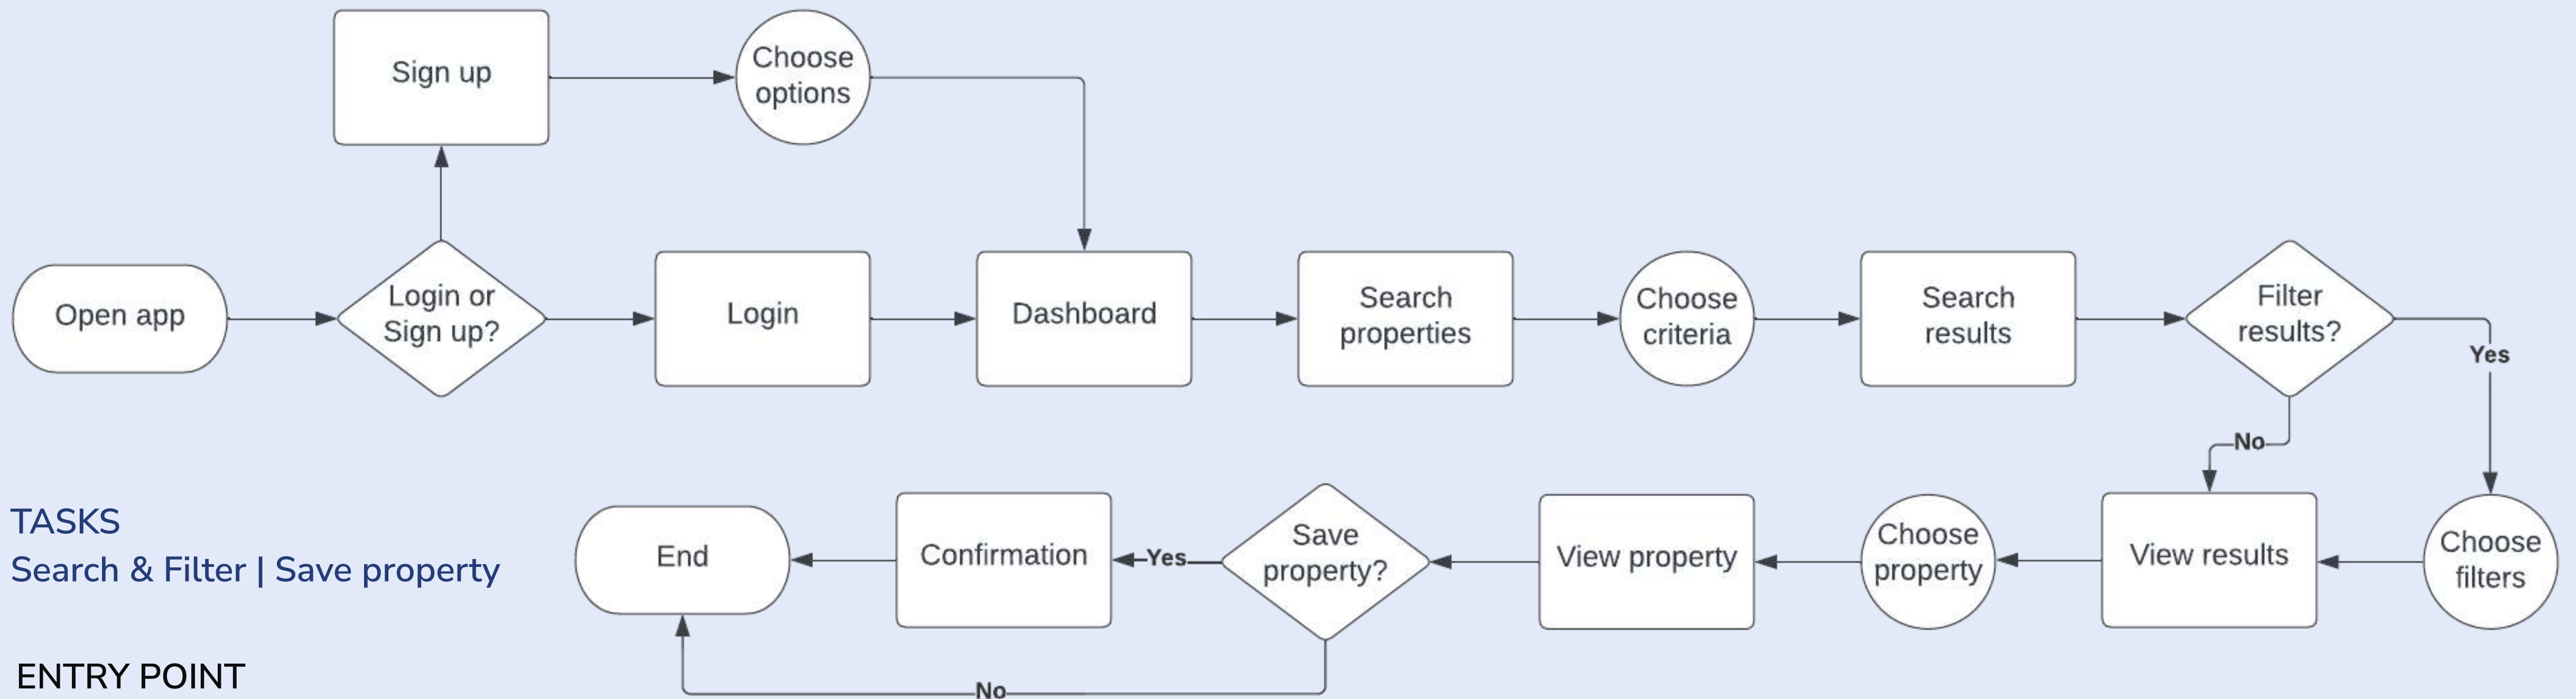 Sign up
Choose
options
Open app
Login or
Sign up?
Login
Dashboard
Search
properties
Choose
criteria
Search
results
Filter
results?
Yes
No
Choose
filters
View results
Choose
property
View property
Save
property?
Yes
Confirmation
End
No
TASKS
Search & Filter | Save property
ENTRY POINT